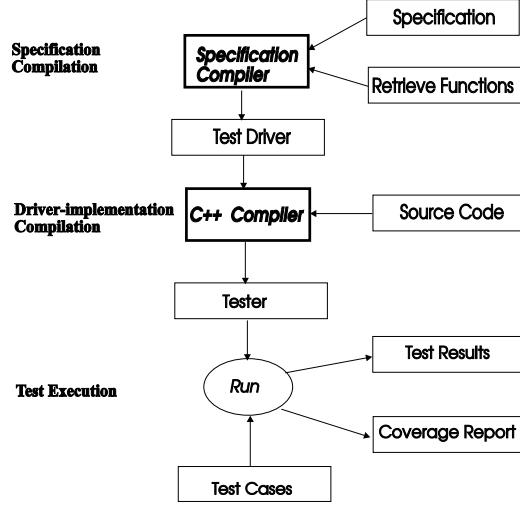 Specification
Specification
Compilation
Specification
Compiler
Retrieve Functions
Test Driver
Driver-implementation
Compilation
C++ Compiler
Source Code
Tester
Test Results
Test Execution
Run
Coverage Report
Test Cases